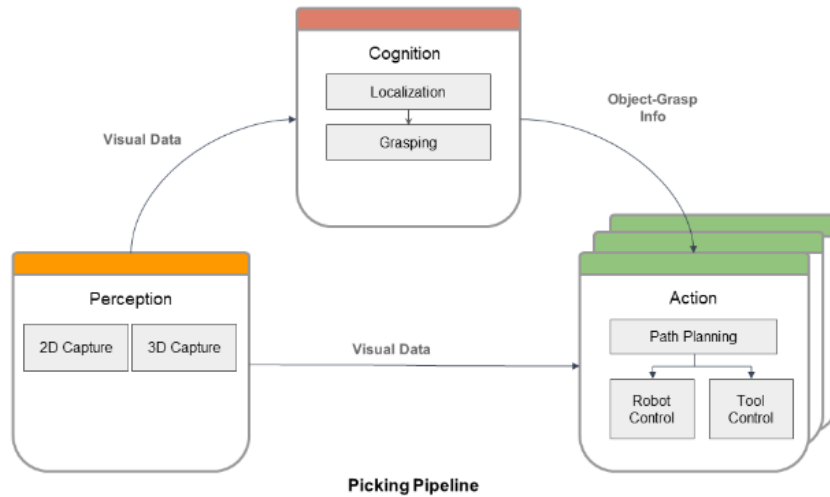 Cognition
Localization
Grasping
Visual Data
Object-Grasp
Info
Perception
2D Capture
3D Capture
Visual Data
Action
Path Planning
Robot
Control
Tool
Control
Picking Pipeline